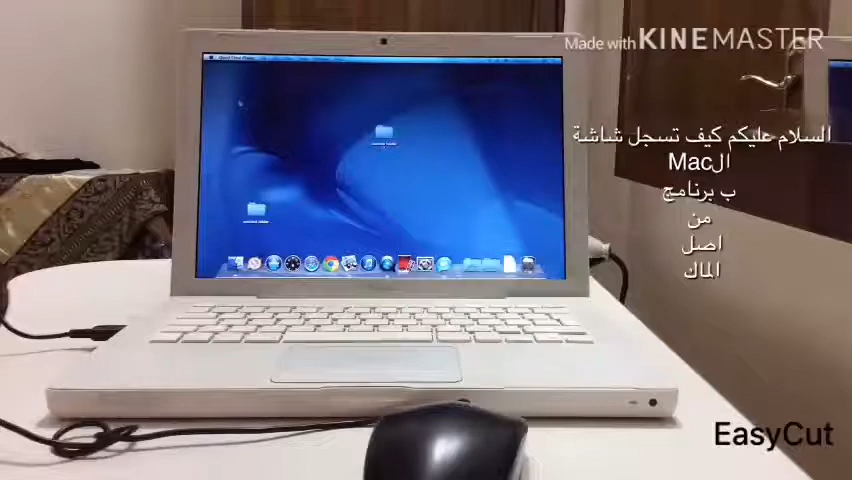 Made with KINEMASTER
السلام عليكم كيف تسجل شاشة
الMac
ب برنامج
من
اصل
الماك
EasyCut